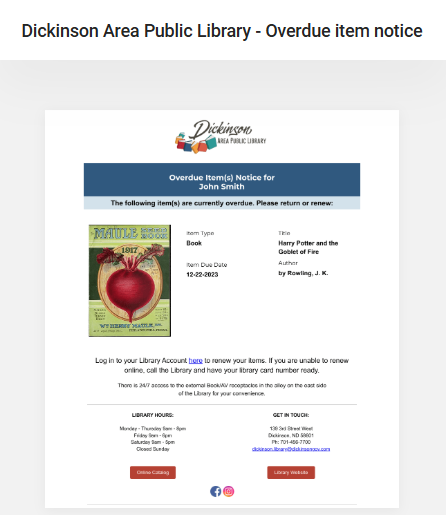 Dickinson Area Public Library - Overdue item notice
Dickinson
AREA PUBLIC LIBRARY
Overdue Item(s) Notice for
John Smith
The following item(s) are currently overdue. Please return or renew:
MAULE
BOOK
1917
WM HENRY MAULE
Item Type
Book
Title
Harry Potter and the
Goblet of Fire
Item Due Date
12-22-2023
Author
by Rowling, J. K.
Log in to your Library Account here to renew your items. If you are unable to renew
online, call the Library and have your library card number ready.
There is 24/7 access to the external Book/AV receptacles in the alley on the east side
of the Library for your convenience.
LIBRARY HOURS:
Monday - Thursday 9am - 8pm
Friday 9am - 6pm
Saturday 9am - 5pm
Closed Sunday
Online Catalog
GET IN TOUCH:
139 3rd Street West
Dickinson, ND 58601
Ph: 701-456-7700
dickinson.library@dickinsongov.com
Library Website